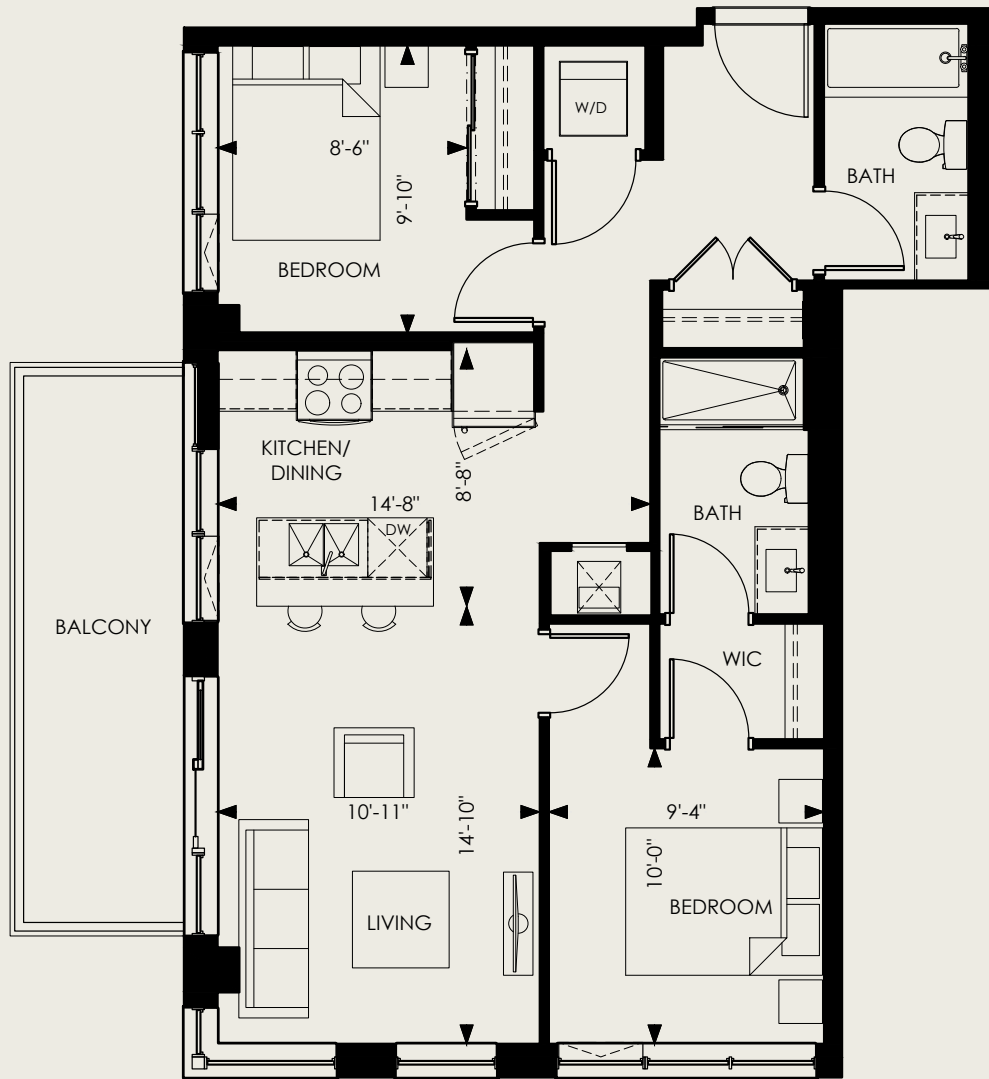 W/D
8'-6"
9'-10"
BEDROOM
BATH
KITCHEN/
DINING
8'-8"
14'-8"
DW
BATH
BALCONY
WIC
10'-11"
14'-10"
9'-4"
10'-0"
BEDROOM
LIVING